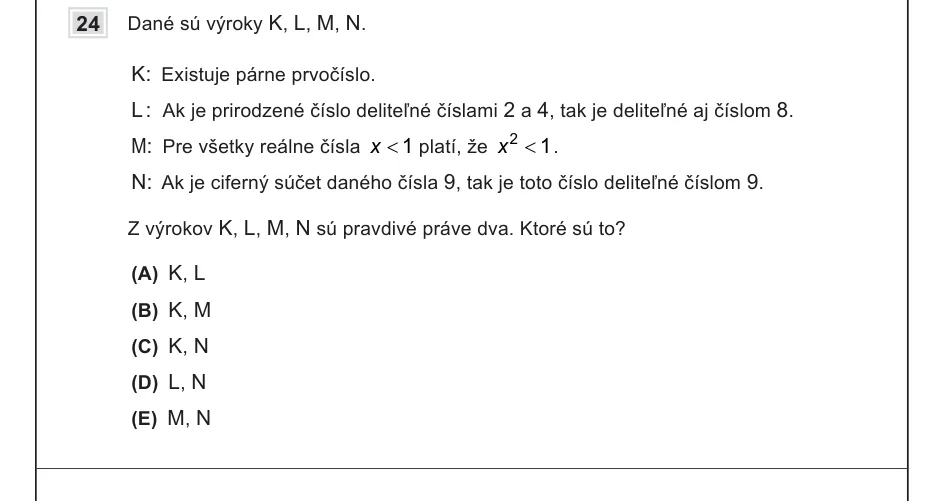 24 Dané sú výroky K, L, M, N.
K: Existuje párne prvočíslo.
L: Ak je prirodzené číslo deliteľné číslami 2 a 4, tak je deliteľné aj číslom 8.
M: Pre všetky reálne čísla x < 1 platí, že x² < 1.
N: Ak je ciferný súčet daného čísla 9, tak je toto číslo deliteľné číslom 9.
Z výrokov K, L, M, N sú pravdivé práve dva. Ktoré sú to?
(A) K, L
(B) K, M
(C) K, N
(D) L, N
(E) M, N